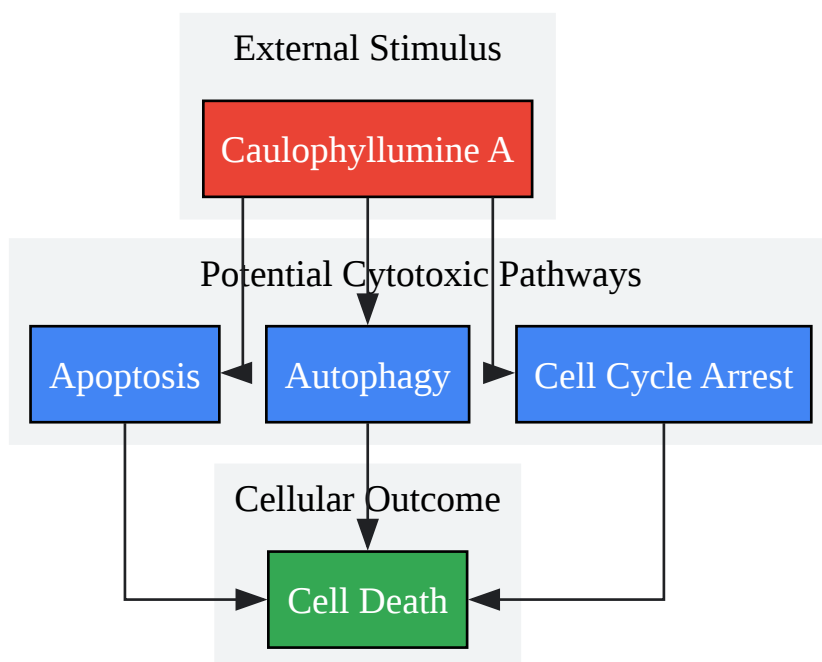 External Stimulus
Caulophyllumine A
Potential Cytotoxic Pathways
Apoptosis
Autophagy
Cell Cycle Arrest
Cellular Outcome
Cell Death